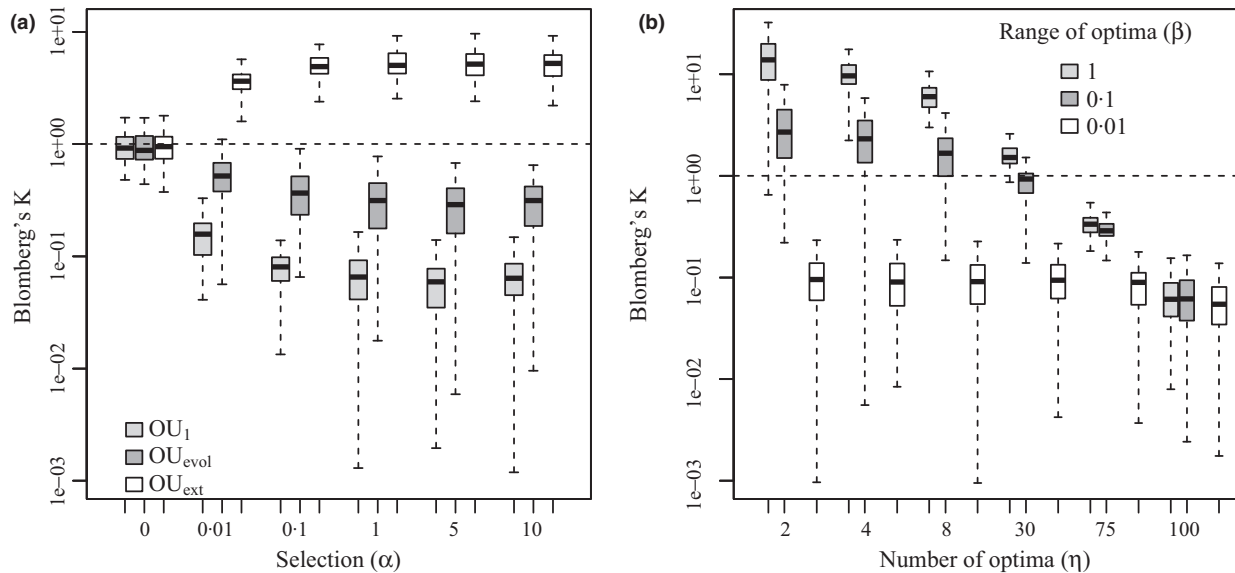 (a)
Blomberg's K
1e+01
1e+00
1e−01
1e−02
1e−03
OU1
OUevol
OUext
0 0·01 0·1 1 5 10
Selection (α)
(b)
Blomberg's K
1e+01
1e+00
1e−01
1e−02
1e−03
Range of optima (β)
1
0·1
0·01
2 4 8 30 75 100
Number of optima (η)